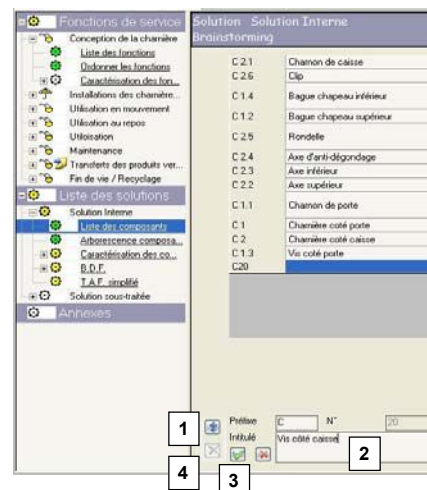 Fonctions de service
Conception de la charnière
Liste des fonctions
Ordonner les fonctions
Caractérisation des fon...
Installations des charnière...
Utilisation en mouvement
Utilisation au repos
Utiloisation
Maintenance
Transferts des produits ver...
Fin de vie / Recyclage
Liste des solutions
Solution Interne
Liste des composants
Arborescence composa...
Caractérisation des co...
B.D.F.
T.A.F. simplifié
Solution sous-traitée
Annexes
Solution Solution Interne
Brainstorming
C 2.1 Charnon de caisse
C 2.6 Clip
C 1.4 Bague chapeau inférieur
C 1.2 Bague chapeau supérieur
C 2.5 Rondelle
C 2.4 Axe d'anti-dégondage
C 2.3 Axe inférieur
C 2.2 Axe supérieur
C 1.1 Charnon de porte
C 1 Charnière coté porte
C 2 Charnière coté caisse
C 1.3 Vis coté porte
C20
Préfixe C N° 20
Intitulé Vis côté caisse
1
2
4
3